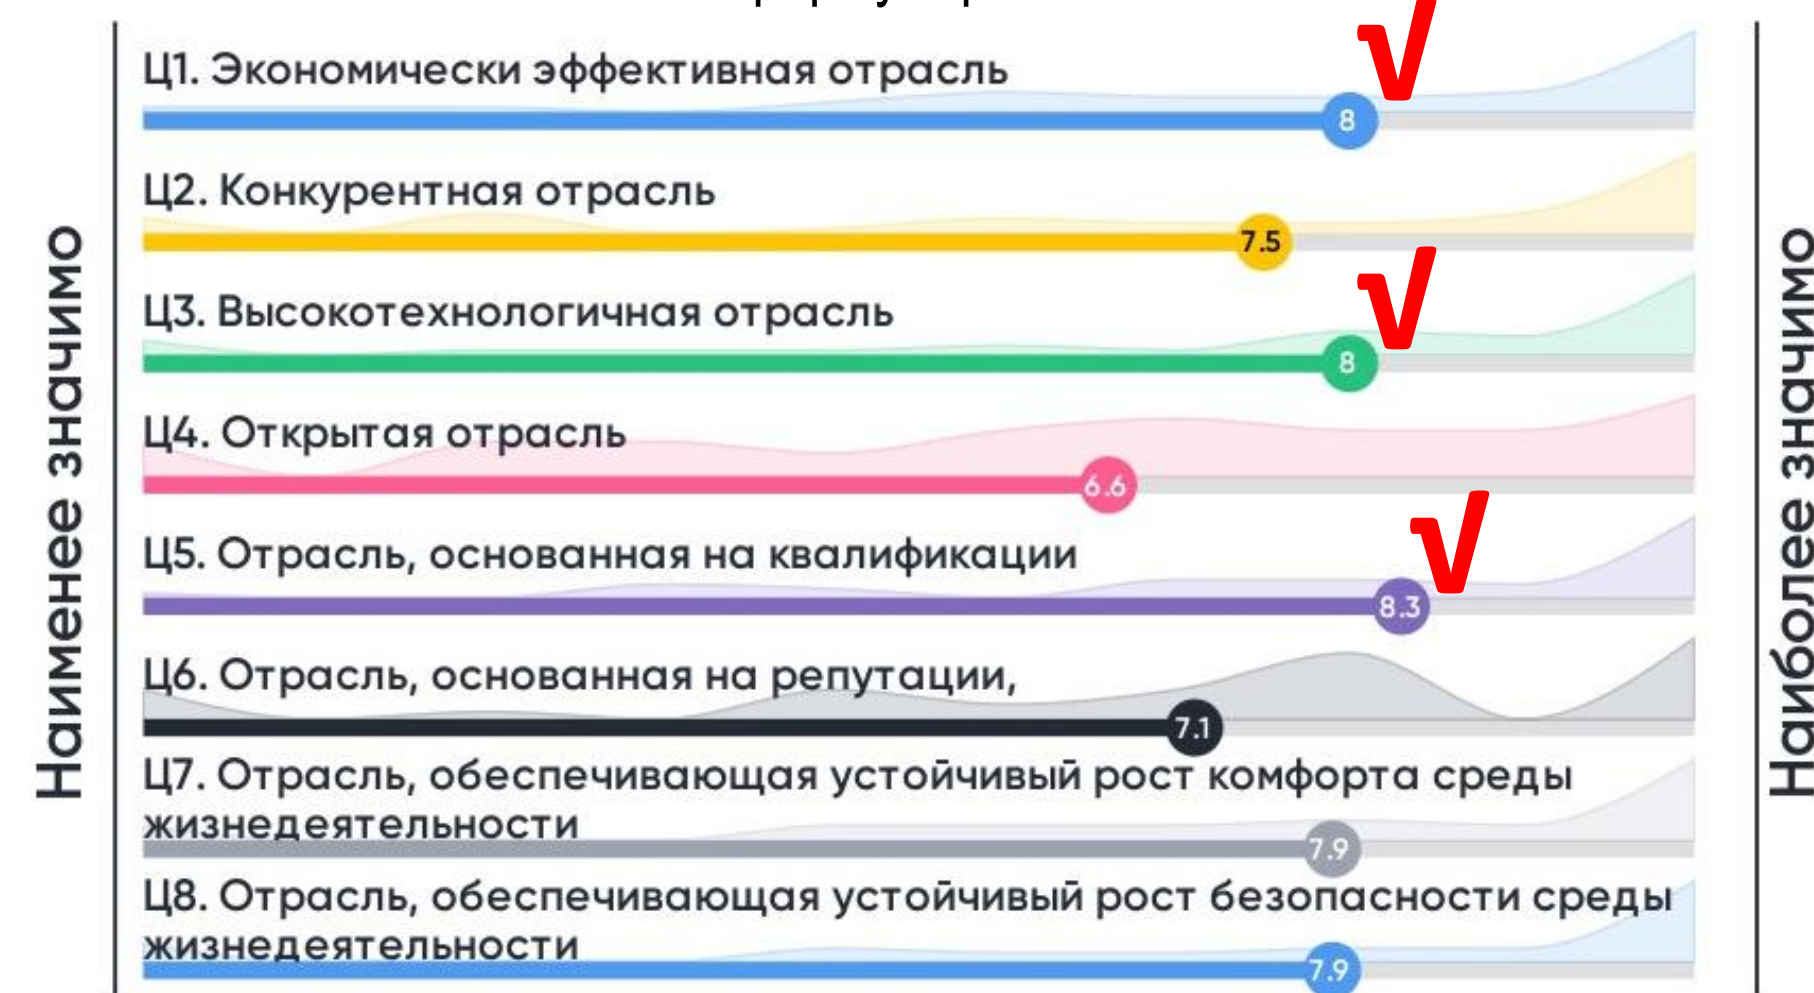 Ц1. Экономически эффективная отрасль
8
Ц2. Конкурентная отрасль
7.5
Ц3. Высокотехнологичная отрасль
8
Ц4. Открытая отрасль
6.6
Ц5. Отрасль, основанная на квалификации
8.3
Ц6. Отрасль, основанная на репутации,
7.1
Ц7. Отрасль, обеспечивающая устойчивый рост комфорта среды
жизнедеятельности
7.9
Ц8. Отрасль, обеспечивающая устойчивый рост безопасности среды
жизнедеятельности
7.9
Наименее значимо
Наиболее значимо